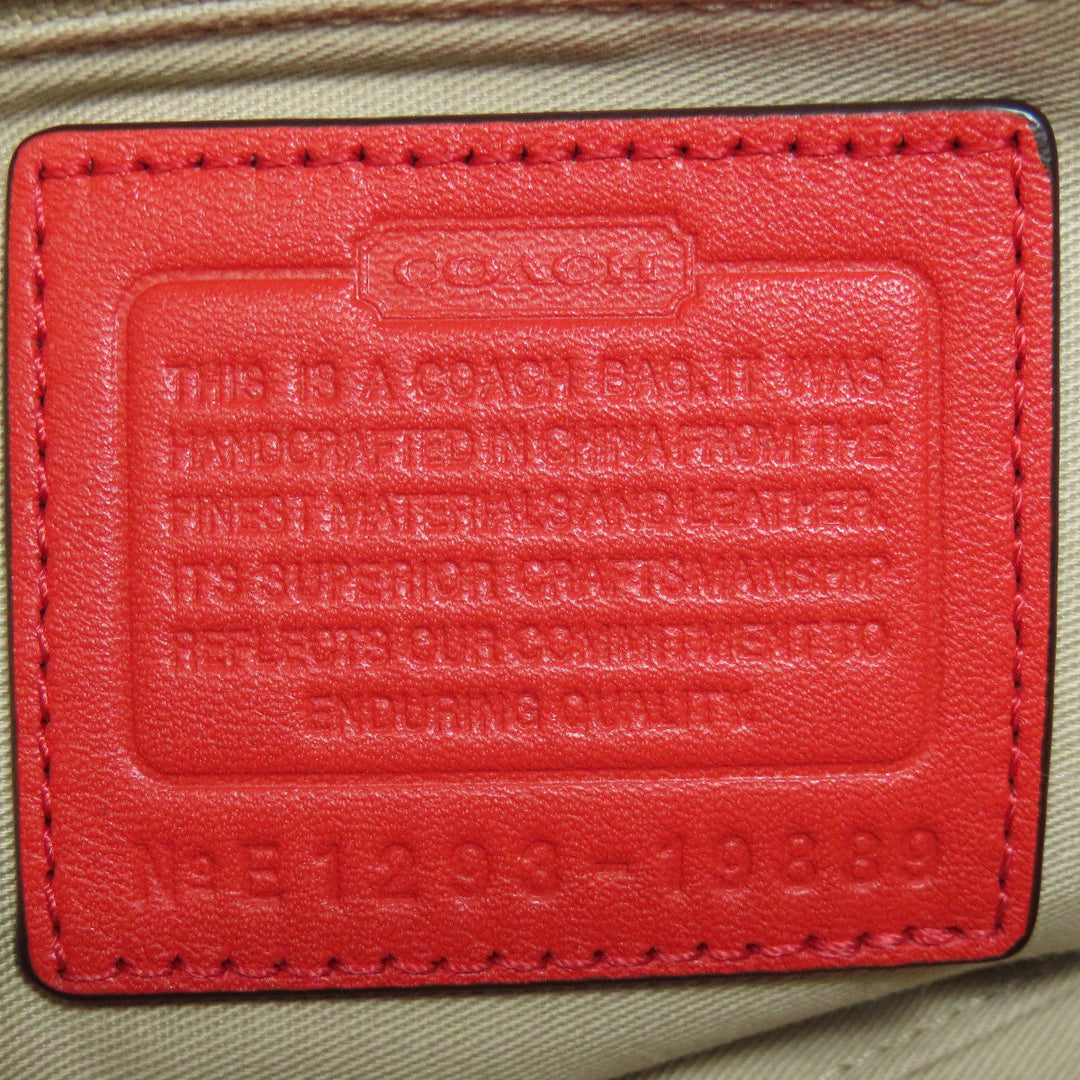 COACH
THIS IS A COACH BAG. IT WAS
HANDCRAFTED IN CHINA FROM THE
FINEST MATERIALS AND LEATHER.
ITS SUPERIOR CRAFTSMANSHIP
REFLECTS OUR COMMITMENT TO
ENDURING QUALITY.
No E1293-19889